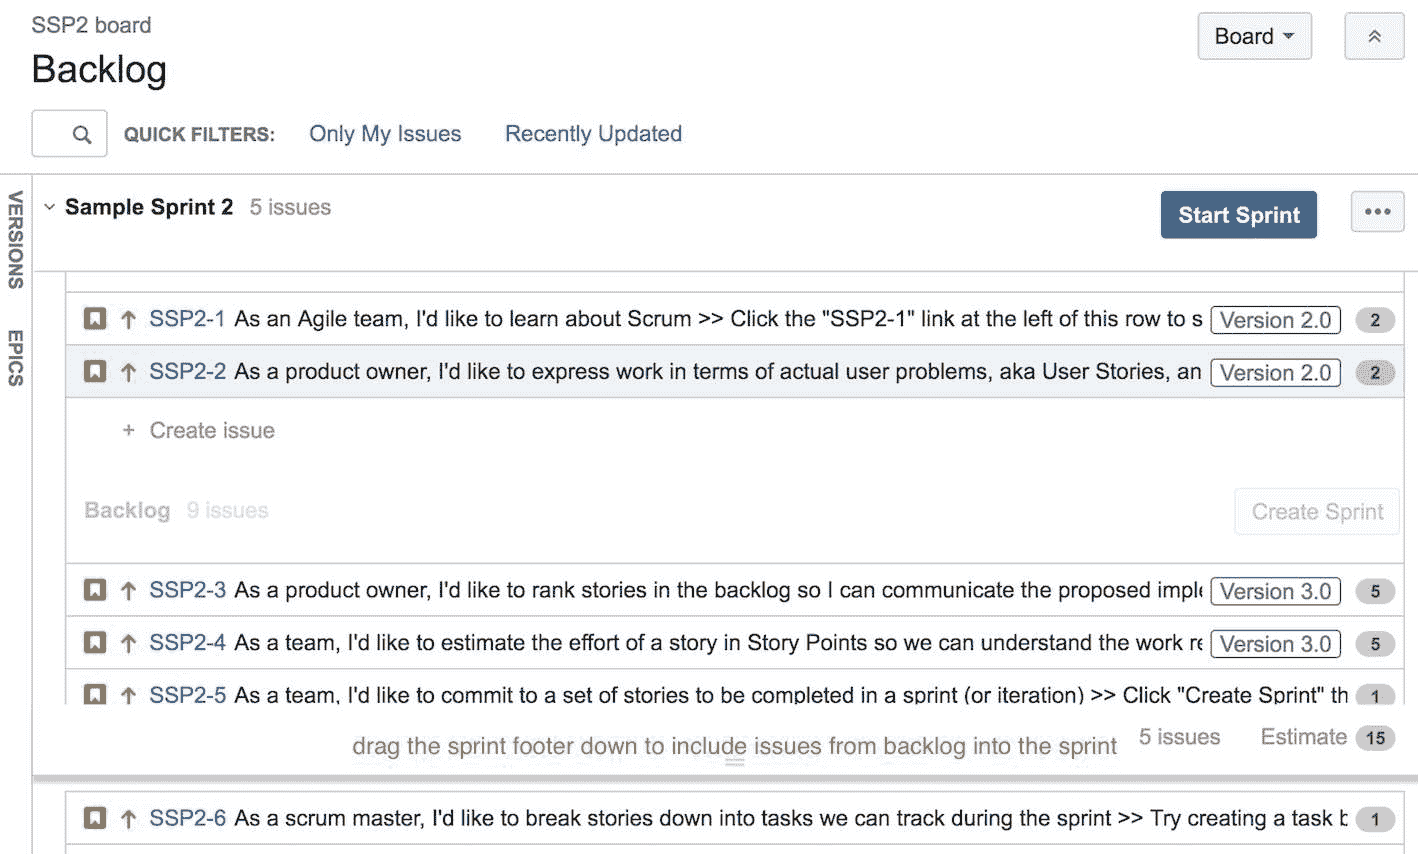 SSP2 board
Board
Backlog
QUICK FILTERS: Only My Issues Recently Updated
VERSIONS
EPICS
Sample Sprint 2 5 issues
Start Sprint
SSP2-1 As an Agile team, I'd like to learn about Scrum >> Click the "SSP2-1" link at the left of this row to s Version 2.0 2
SSP2-2 As a product owner, I'd like to express work in terms of actual user problems, aka User Stories, an Version 2.0 2
+ Create issue
Backlog 9 issues Create Sprint
SSP2-3 As a product owner, I'd like to rank stories in the backlog so I can communicate the proposed imple Version 3.0 5
SSP2-4 As a team, I'd like to estimate the effort of a story in Story Points so we can understand the work re Version 3.0 5
SSP2-5 As a team, I'd like to commit to a set of stories to be completed in a sprint (or iteration) >> Click "Create Sprint" th 1
drag the sprint footer down to include issues from backlog into the sprint 5 issues Estimate 15
SSP2-6 As a scrum master, I'd like to break stories down into tasks we can track during the sprint >> Try creating a task b 1